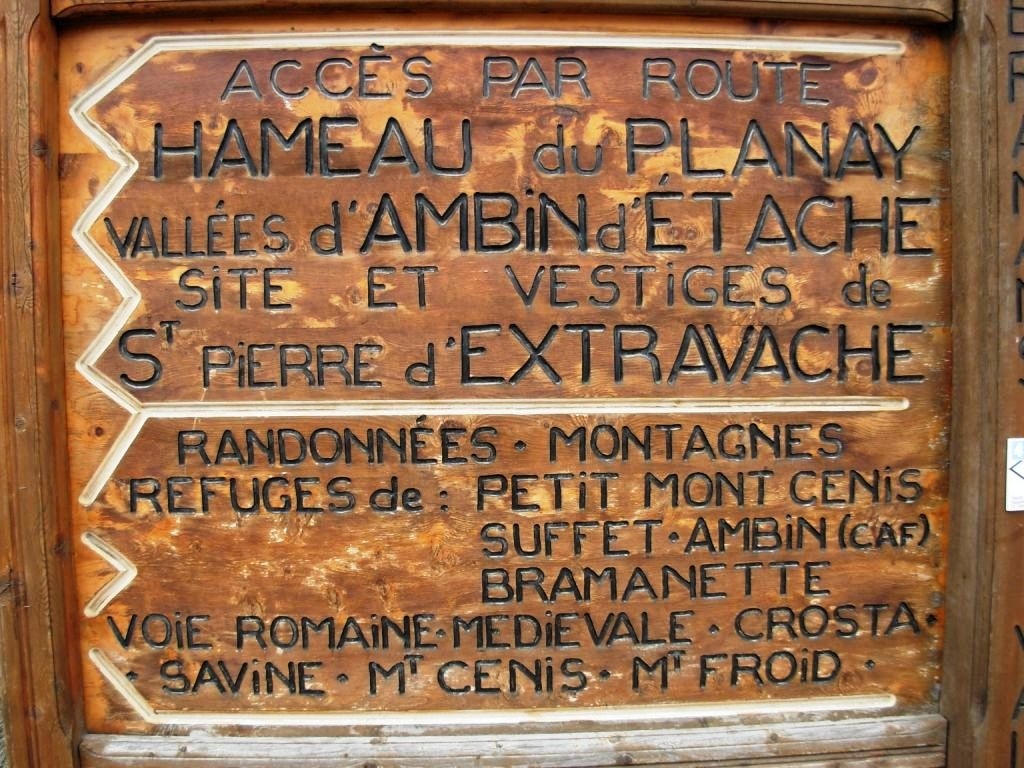 ACCÈS PAR ROUTE
HAMEAU du PLANAY
VALLÉES d'AMBiN d'ÉTACHE
SiTE ET VESTiGES de
ST PiERRE d'EXTRAVACHE
RANDONNÉES · MONTAGNES
REFUGES de : PETiT MONT CENiS
SUFFET · AMBiN (CAF)
BRAMANETTE
VOiE ROMAiNE · MEDiEVALE · CROSTA ·
· SAViNE · MT CENiS · MT FROiD ·